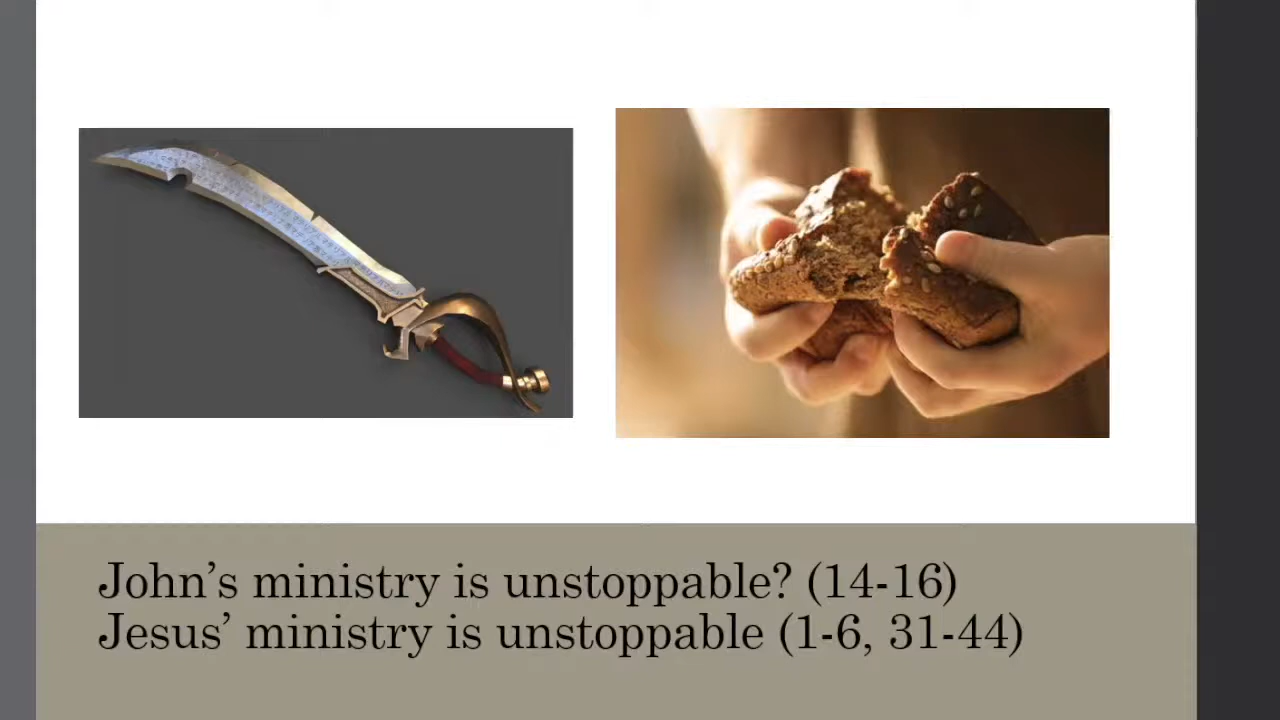 John’s ministry is unstoppable? (14-16)
Jesus’ ministry is unstoppable (1-6, 31-44)